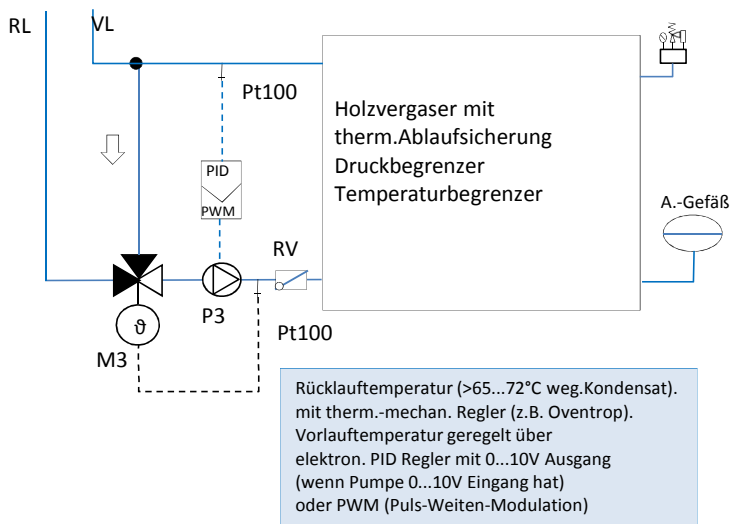 RL
VL
Pt100
Holzvergaser mit
therm.Ablaufsicherung
Druckbegrenzer
Temperaturbegrenzer
A.-Gefäß
PID
PWM
RV
P3
ϑ
M3
Pt100
Rücklauftemperatur (>65...72°C weg.Kondensat).
mit therm.-mechan. Regler (z.B. Oventrop).
Vorlauftemperatur geregelt über
elektron. PID Regler mit 0...10V Ausgang
(wenn Pumpe 0...10V Eingang hat)
oder PWM (Puls-Weiten-Modulation)